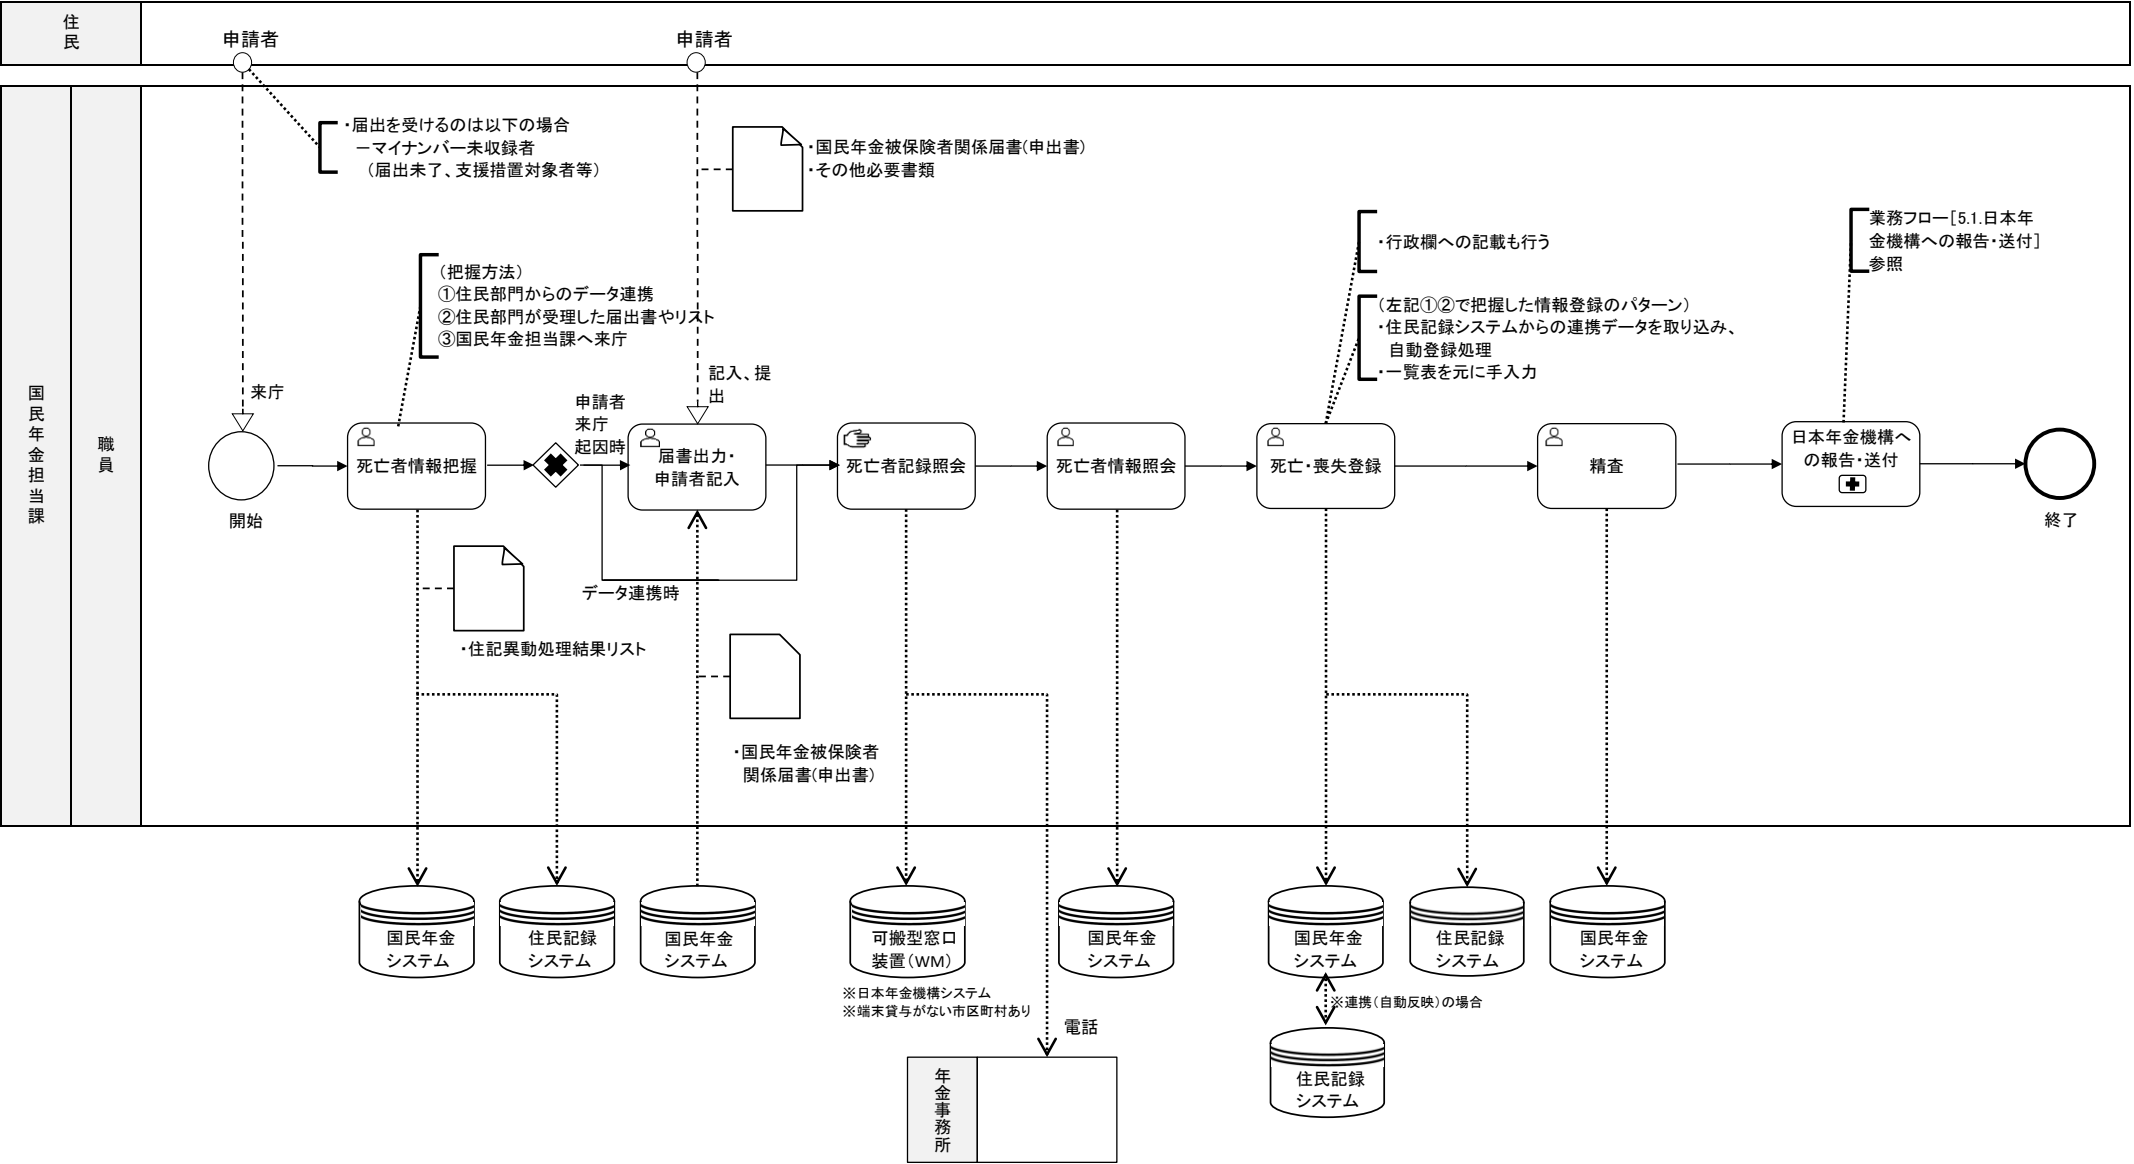 住民
申請者
申請者
国民年金担当課
職員
・届出を受けるのは以下の場合
－マイナンバー未収録者
（届出未了、支援措置対象者等）
・国民年金被保険者関係届書(申出書)
・その他必要書類
（把握方法）
①住民部門からのデータ連携
②住民部門が受理した届出書やリスト
③国民年金担当課へ来庁
・行政欄への記載も行う
（左記①②で把握した情報登録のパターン）
・住民記録システムからの連携データを取り込み、
自動登録処理
・一覧表を元に手入力
業務フロー[5.1.日本年
金機構への報告・送付]
参照
来庁
記入、提
出
申請者
来庁
起因時
開始
死亡者情報把握
届書出力・
申請者記入
死亡者記録照会
死亡者情報照会
死亡・喪失登録
精査
日本年金機構へ
の報告・送付
終了
データ連携時
・住記異動処理結果リスト
・国民年金被保険者
関係届書(申出書)
国民年金
システム
住民記録
システム
国民年金
システム
可搬型窓口
装置（WM）
※日本年金機構システム
※端末貸与がない市区町村あり
国民年金
システム
国民年金
システム
住民記録
システム
国民年金
システム
※連携（自動反映）の場合
住民記録
システム
電話
年金事務所